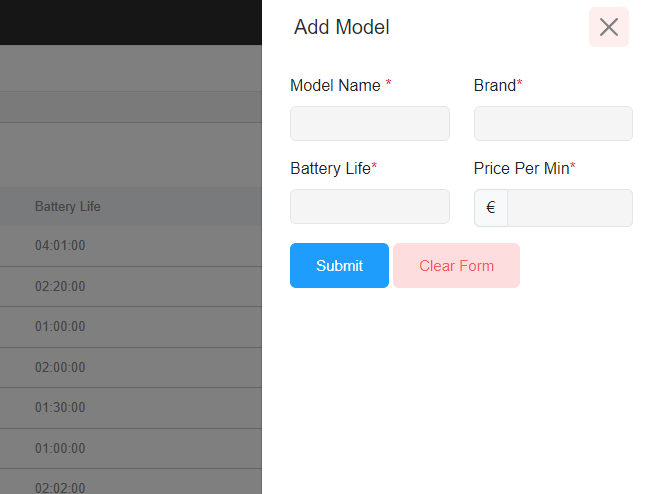 Add Model
Model Name *
Brand*
Battery Life*
Price Per Min*
€
Submit
Clear Form
Battery Life
04:01:00
02:20:00
01:00:00
02:00:00
01:30:00
01:00:00
02:02:00